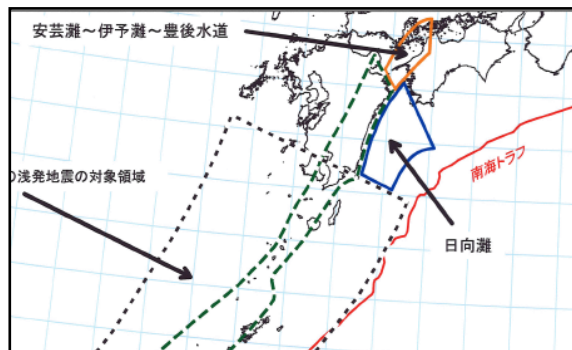 安芸灘～伊予灘～豊後水道
の浅発地震の対象領域
南海トラフ
日向灘